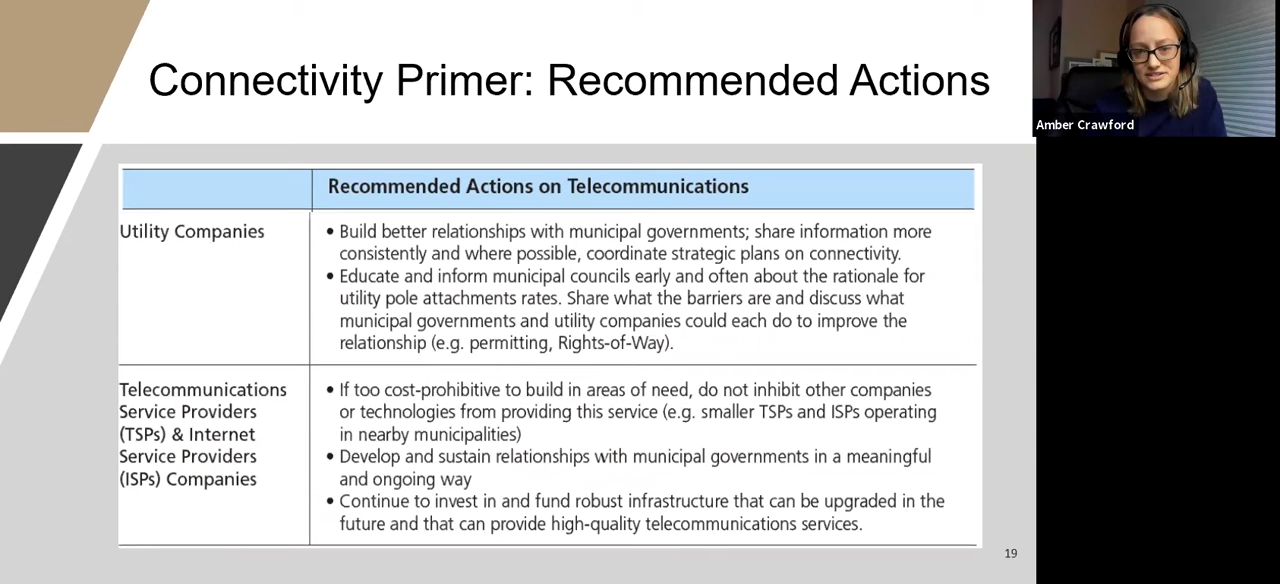 Connectivity Primer: Recommended Actions
Amber Crawford
Recommended Actions on Telecommunications
Utility Companies
• Build better relationships with municipal governments; share information more
consistently and where possible, coordinate strategic plans on connectivity.
• Educate and inform municipal councils early and often about the rationale for
utility pole attachments rates. Share what the barriers are and discuss what
municipal governments and utility companies could each do to improve the
relationship (e.g. permitting, Rights-of-Way).
Telecommunications
Service Providers
(TSPs) & Internet
Service Providers
(ISPs) Companies
• If too cost-prohibitive to build in areas of need, do not inhibit other companies
or technologies from providing this service (e.g. smaller TSPs and ISPs operating
in nearby municipalities)
• Develop and sustain relationships with municipal governments in a meaningful
and ongoing way
• Continue to invest in and fund robust infrastructure that can be upgraded in the
future and that can provide high-quality telecommunications services.
19